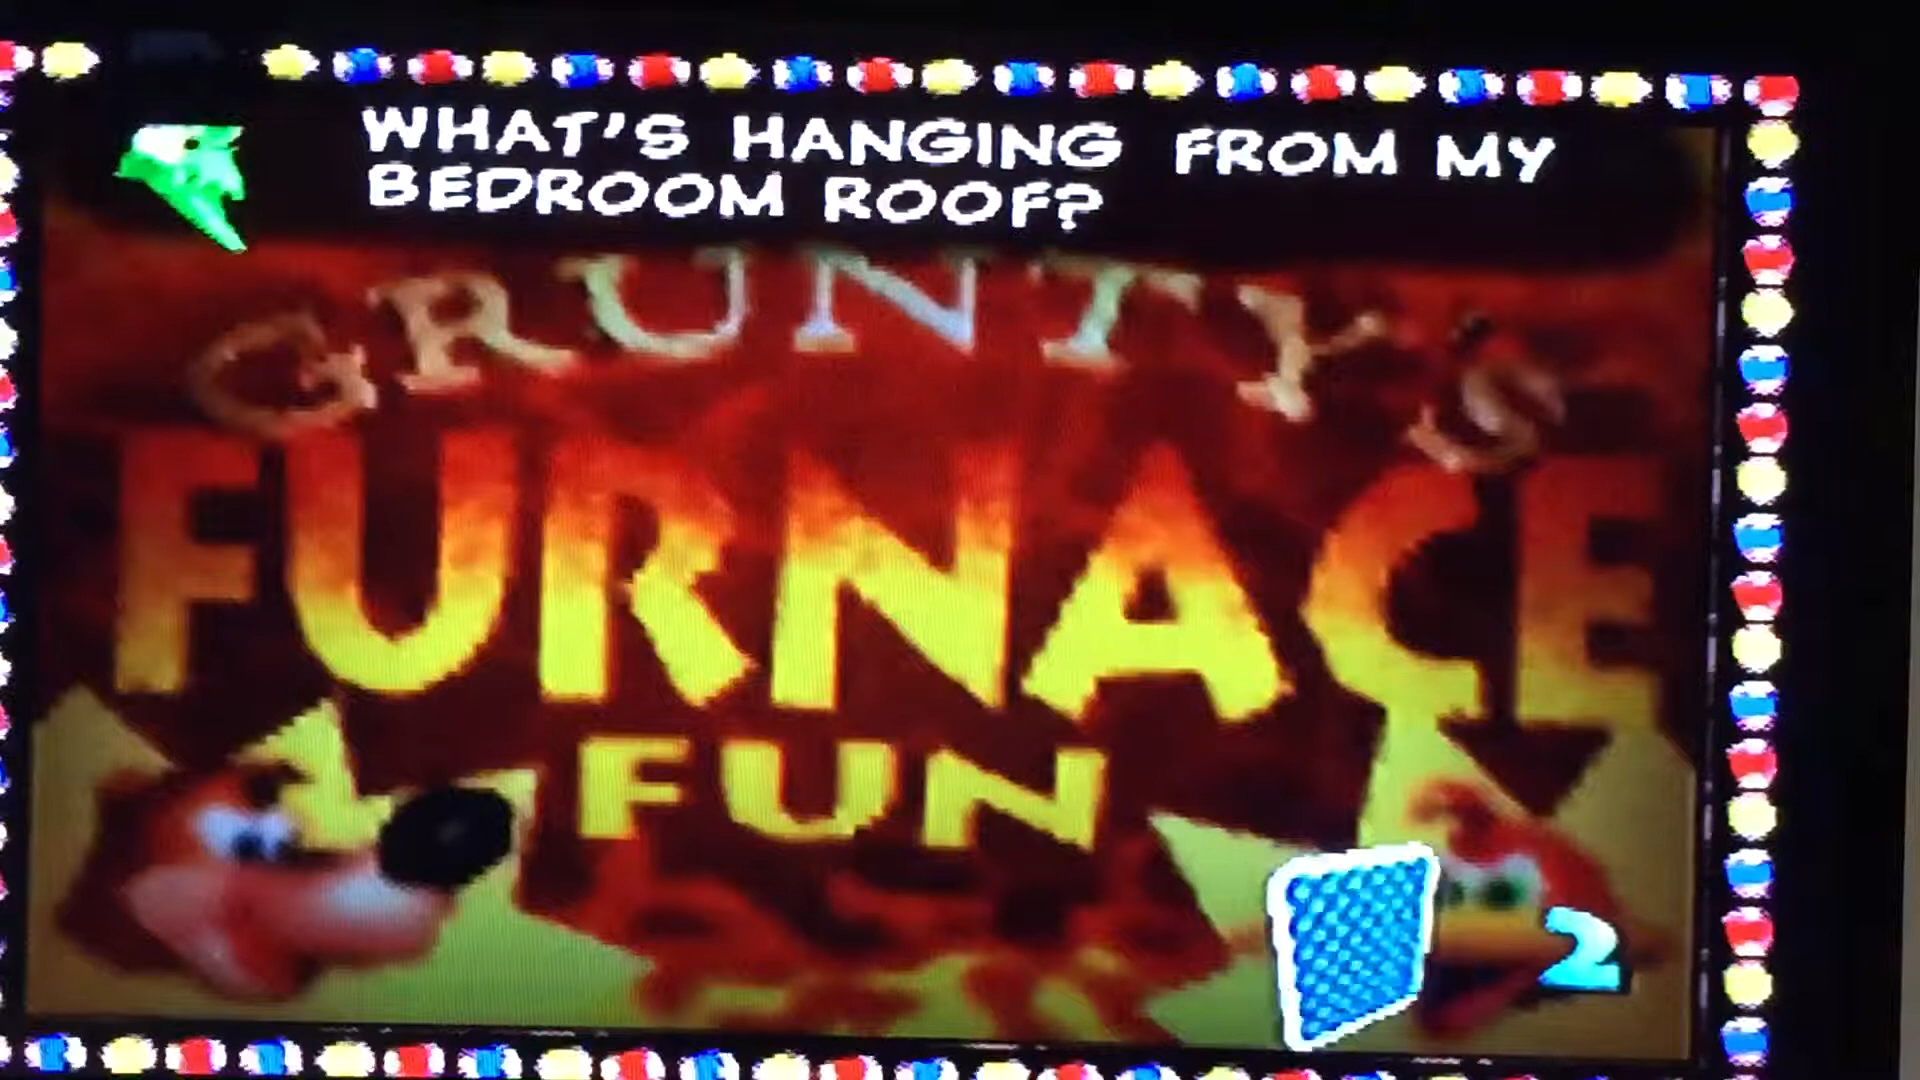 WHAT'S HANGING FROM MY
BEDROOM ROOF?
GRUNTY'S
FURNACE
FUN
2